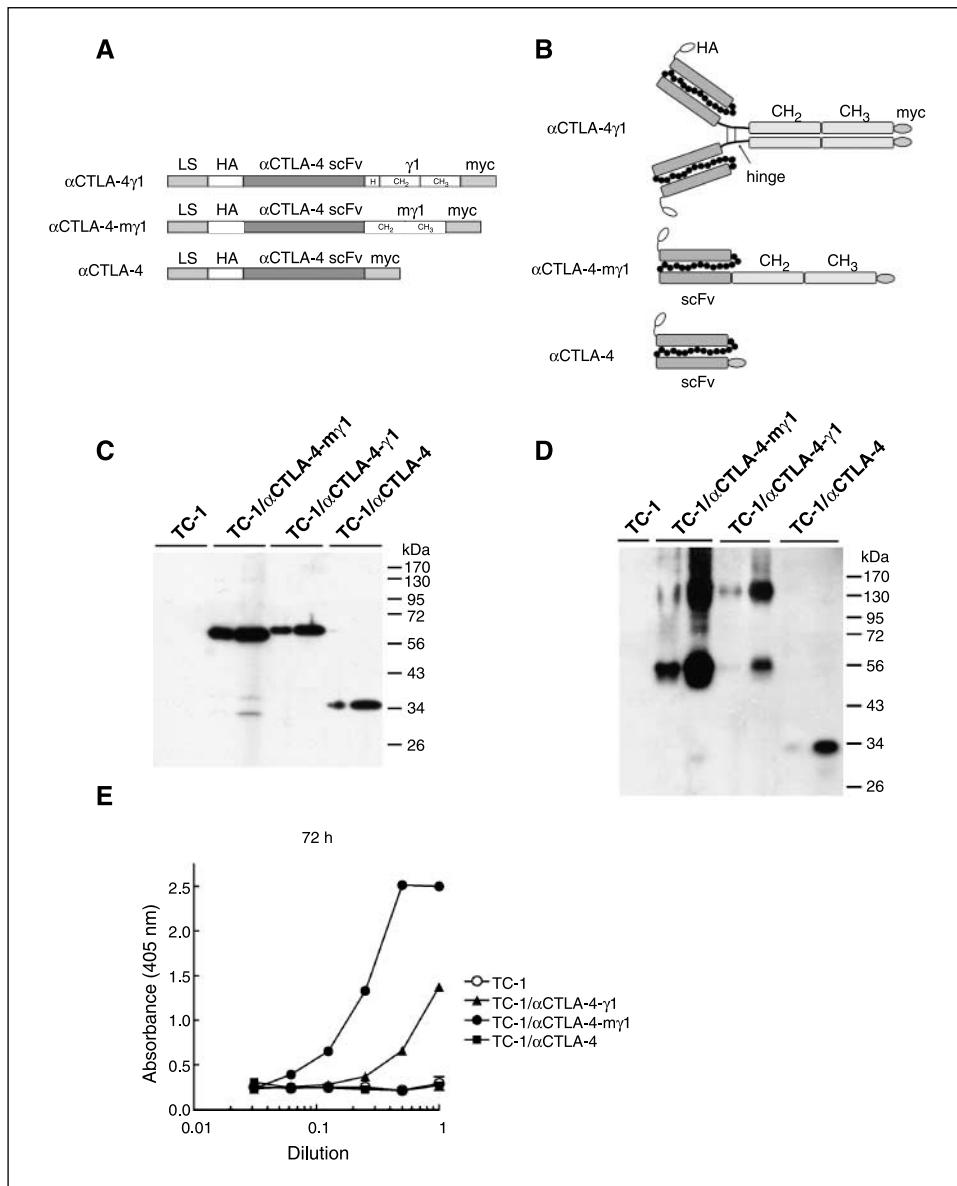 A
LS HA αCTLA-4 scFv γ1 myc
αCTLA-4γ1
H CH2 CH3
LS HA αCTLA-4 scFv mγ1 myc
αCTLA-4-mγ1
CH2 CH3
LS HA αCTLA-4 scFv myc
αCTLA-4
B
HA
αCTLA-4γ1
CH2 CH3 myc
hinge
αCTLA-4-mγ1
CH2 CH3
scFv
αCTLA-4
scFv
C
TC-1
TC-1/αCTLA-4-mγ1
TC-1/αCTLA-4-γ1
TC-1/αCTLA-4
kDa
170
130
95
72
56
43
34
26
D
TC-1
TC-1/αCTLA-4-mγ1
TC-1/αCTLA-4-γ1
TC-1/αCTLA-4
kDa
170
130
95
72
56
43
34
26
E
72 h
Absorbance (405 nm)
2.5
2.0
1.5
1.0
0.5
0.0
0.01 0.1 1
Dilution
TC-1
TC-1/αCTLA-4-γ1
TC-1/αCTLA-4-mγ1
TC-1/αCTLA-4